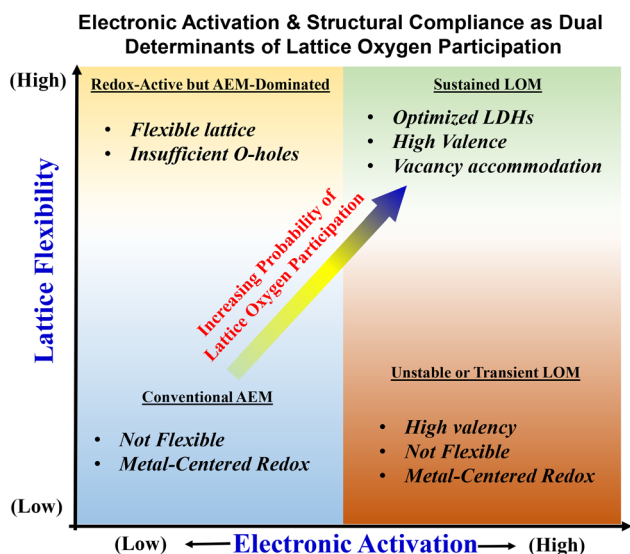 Electronic Activation & Structural Compliance as Dual
Determinants of Lattice Oxygen Participation
(High)
Lattice Flexibility
(Low)
Redox-Active but AEM-Dominated
• Flexible lattice
• Insufficient O-holes
Sustained LOM
• Optimized LDHs
• High Valence
• Vacancy accommodation
Increasing Probability of
Lattice Oxygen Participation
Conventional AEM
• Not Flexible
• Metal-Centered Redox
Unstable or Transient LOM
• High valency
• Not Flexible
• Metal-Centered Redox
(Low) Electronic Activation (High)